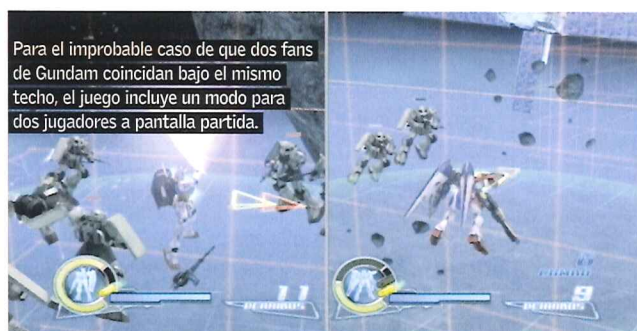 Para el improbable caso de que dos fans
de Gundam coincidan bajo el mismo
techo, el juego incluye un modo para
dos jugadores a pantalla partida.
11
9